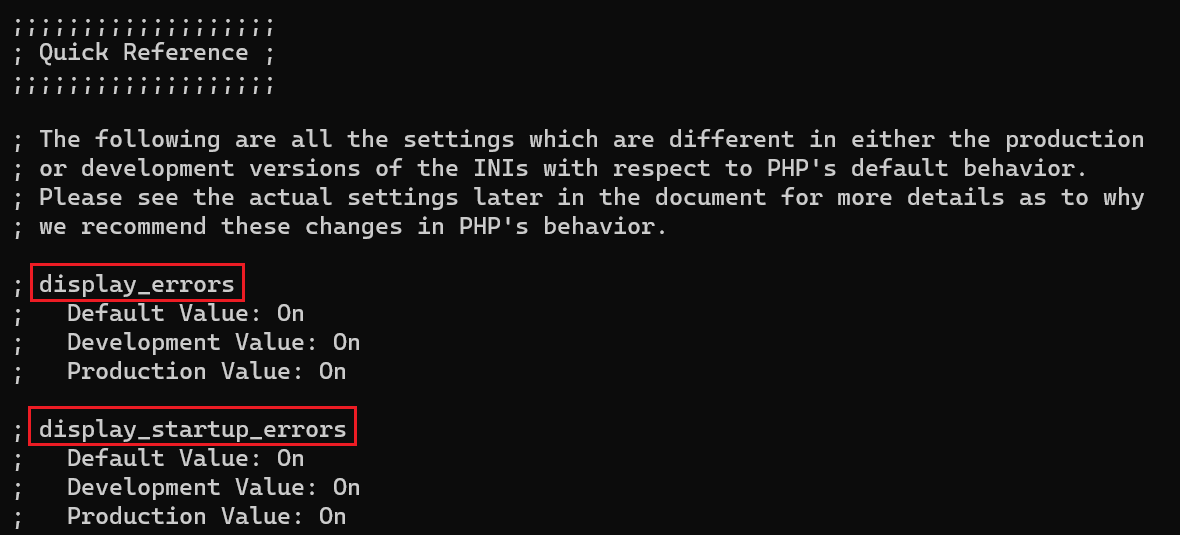 ;;;;;;;;;;;;;;;;;;;
; Quick Reference ;
;;;;;;;;;;;;;;;;;;;
; The following are all the settings which are different in either the production
; or development versions of the INIs with respect to PHP's default behavior.
; Please see the actual settings later in the document for more details as to why
; we recommend these changes in PHP's behavior.
; display_errors
;   Default Value: On
;   Development Value: On
;   Production Value: On
; display_startup_errors
;   Default Value: On
;   Development Value: On
;   Production Value: On